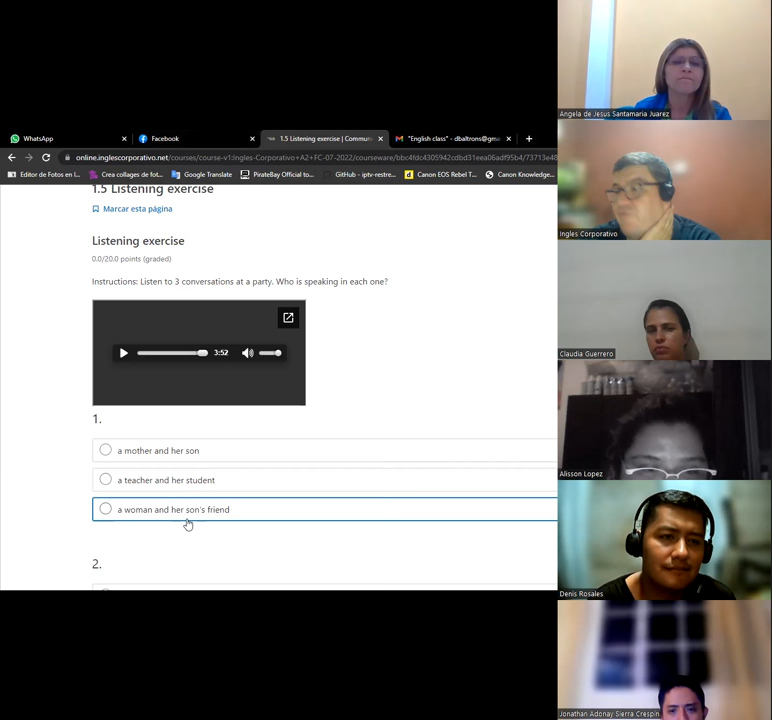 WhatsApp
Facebook
1.5 Listening exercise | Commun
"English class" - dbaltrons@gma
online.inglescorporativo.net/courses/course-v1:Ingles-Corporativo+A2+FC-07-2022/courseware/
Editor de Fotos en l...
Crea collages de fot...
Google Translate
PirateBay Official to...
GitHub - iptv-restre...
Canon EOS Rebel T...
Canon Knowledge...
1.5 Listening exercise
Marcar esta página
Listening exercise
0.0/20.0 points (graded)
Instructions: Listen to 3 conversations at a party. Who is speaking in each one?
3:52
1.
a mother and her son
a teacher and her student
a woman and her son's friend
2.
Angela de Jesus Santamaria Juarez
Ingles Corporativo
Claudia Guerrero
Alisson Lopez
Denis Rosales
Jonathan Adonay Sierra Crespin